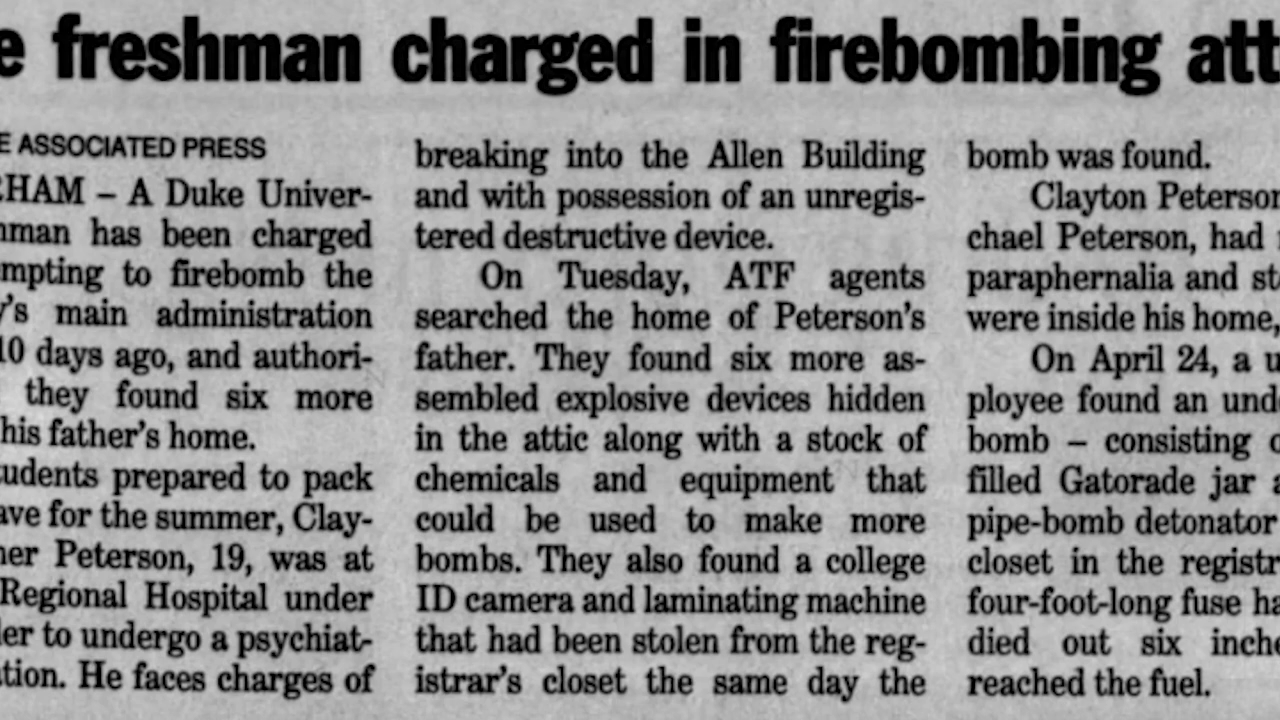 e freshman charged in firebombing att
E ASSOCIATED PRESS
HAM – A Duke Univer-
man has been charged
mpting to firebomb the
y's main administration
10 days ago, and authori-
they found six more
his father's home.
udents prepared to pack
ave for the summer, Clay-
her Peterson, 19, was at
Regional Hospital under
der to undergo a psychiat-
tion. He faces charges of
breaking into the Allen Building
and with possession of an unregis-
tered destructive device.
On Tuesday, ATF agents
searched the home of Peterson's
father. They found six more as-
sembled explosive devices hidden
in the attic along with a stock of
chemicals and equipment that
could be used to make more
bombs. They also found a college
ID camera and laminating machine
that had been stolen from the reg-
istrar's closet the same day the
bomb was found.
Clayton Peterson
chael Peterson, had
paraphernalia and st
were inside his home,
On April 24, a u
ployee found an und
bomb – consisting o
filled Gatorade jar a
pipe-bomb detonator
closet in the registr
four-foot-long fuse ha
died out six inche
reached the fuel.